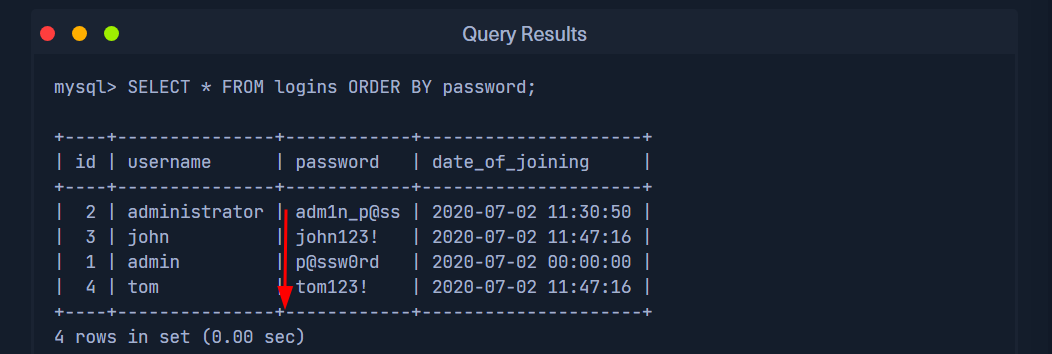 Query Results
mysql> SELECT * FROM logins ORDER BY password;
+----+---------------+------------+---------------------+
| id | username      | password   | date_of_joining     |
+----+---------------+------------+---------------------+
|  2 | administrator | adm1n_p@ss | 2020-07-02 11:30:50 |
|  3 | john          | john123!   | 2020-07-02 11:47:16 |
|  1 | admin         | p@ssw0rd   | 2020-07-02 00:00:00 |
|  4 | tom           | tom123!    | 2020-07-02 11:47:16 |
+----+---------------+------------+---------------------+
4 rows in set (0.00 sec)